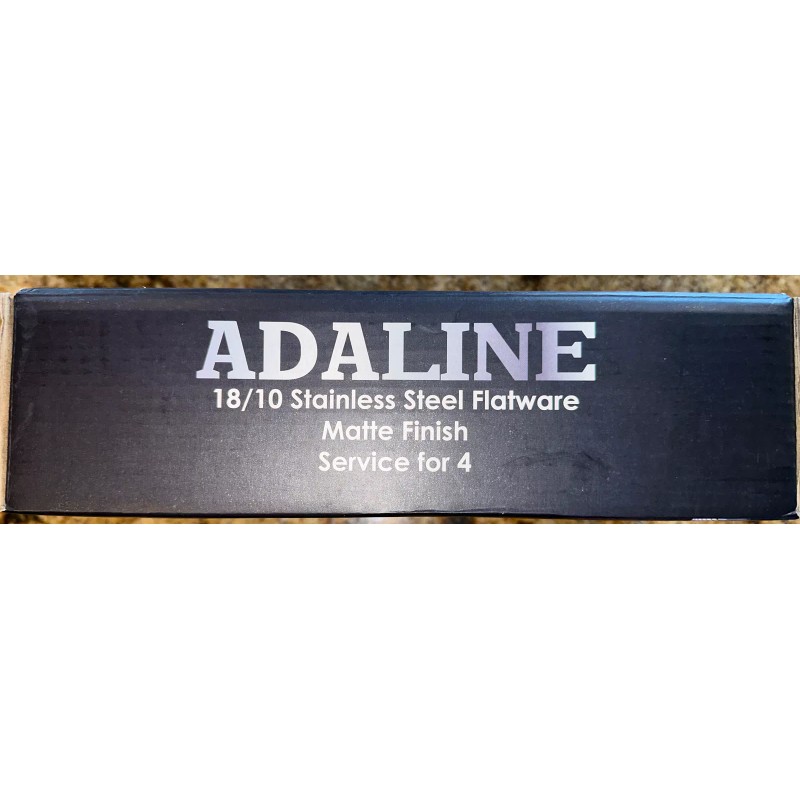 ADALINE
18/10 Stainless Steel Flatware
Matte Finish
Service for 4